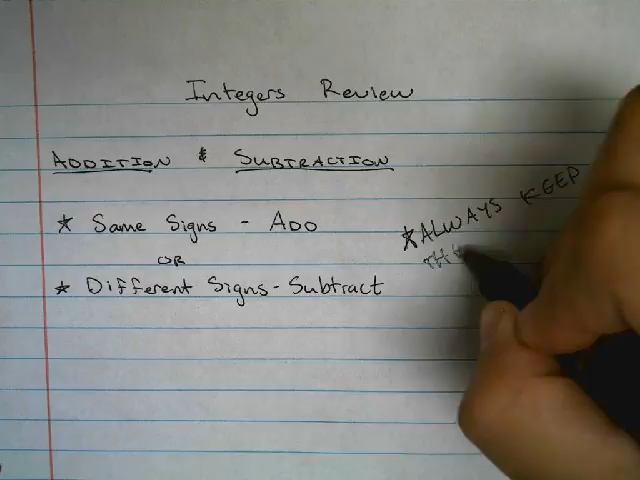 Integers Review
ADDITION & SUBTRACTION
* Same Signs - ADD
OR
* Different Signs - Subtract
* ALWAYS KEEP